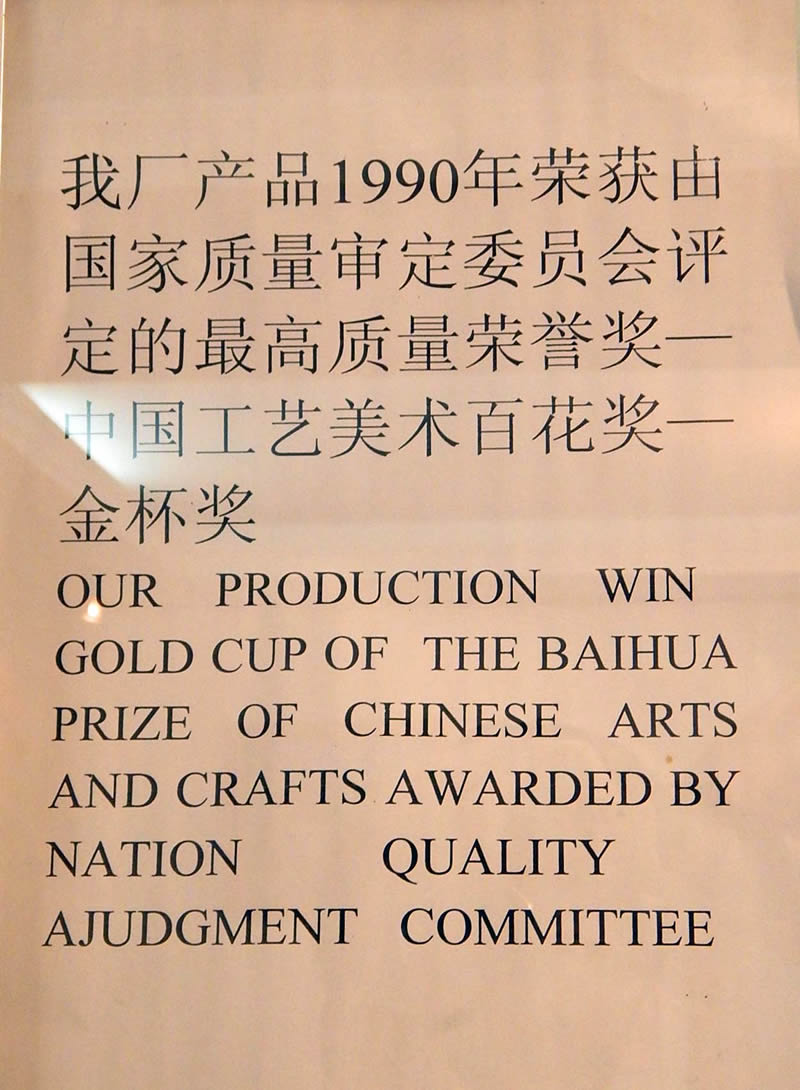 我厂产品1990年荣获由
国家质量审定委员会评
定的最高质量荣誉奖—
中国工艺美术百花奖—
金杯奖
OUR PRODUCTION WIN
GOLD CUP OF THE BAIHUA
PRIZE OF CHINESE ARTS
AND CRAFTS AWARDED BY
NATION QUALITY
AJUDGMENT COMMITTEE